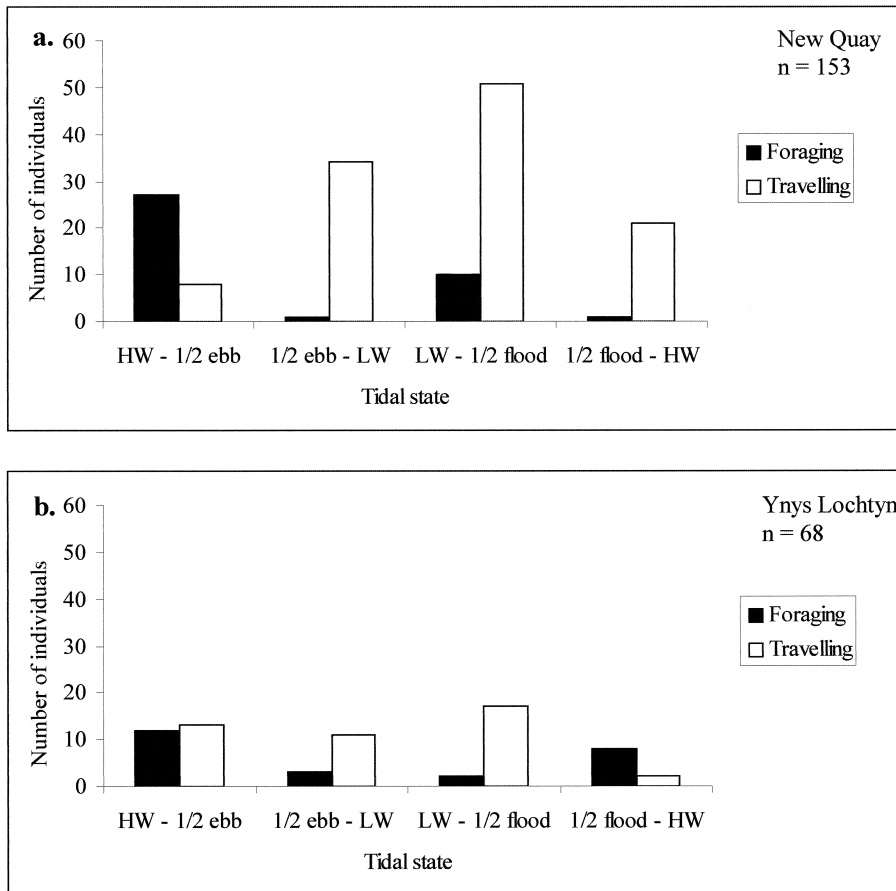 a.
New Quay
n = 153
60
50
40
30
20
10
0
Number of individuals
Foraging
Travelling
HW - 1/2 ebb 1/2 ebb - LW LW - 1/2 flood 1/2 flood - HW
Tidal state
b.
Ynys Lochtyn
n = 68
60
50
40
30
20
10
0
Number of individuals
Foraging
Travelling
HW - 1/2 ebb 1/2 ebb - LW LW - 1/2 flood 1/2 flood - HW
Tidal state